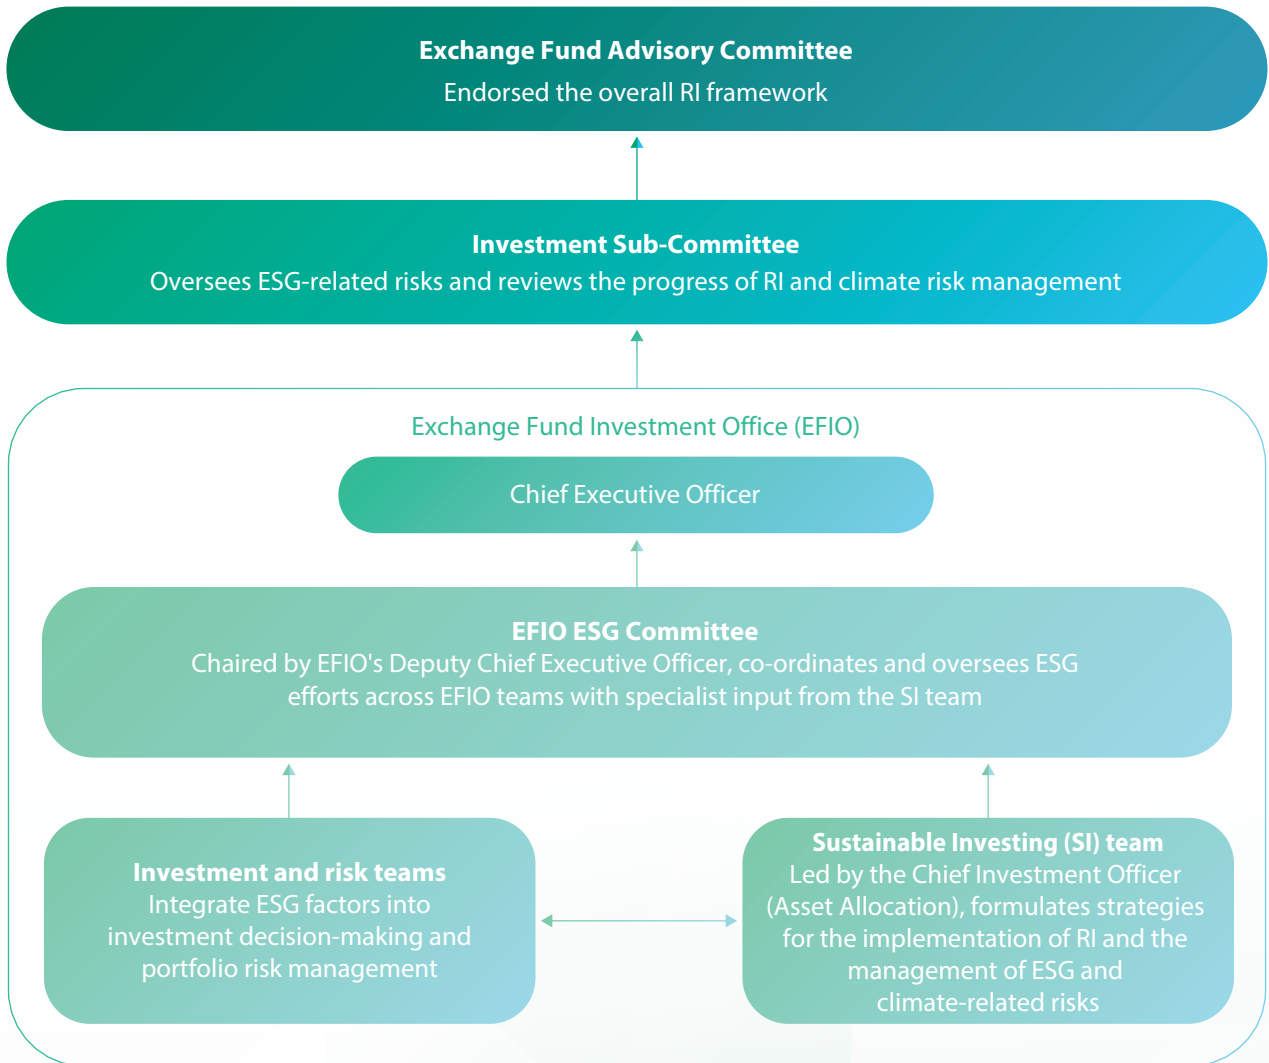 Exchange Fund Advisory Committee
Endorsed the overall RI framework
Investment Sub-Committee
Oversees ESG-related risks and reviews the progress of RI and climate risk management
Exchange Fund Investment Office (EFIO)
Chief Executive Officer
EFIO ESG Committee
Chaired by EFIO's Deputy Chief Executive Officer, co-ordinates and oversees ESG
efforts across EFIO teams with specialist input from the SI team
Investment and risk teams
Integrate ESG factors into
investment decision-making and
portfolio risk management
Sustainable Investing (SI) team
Led by the Chief Investment Officer
(Asset Allocation), formulates strategies
for the implementation of RI and the
management of ESG and
climate-related risks